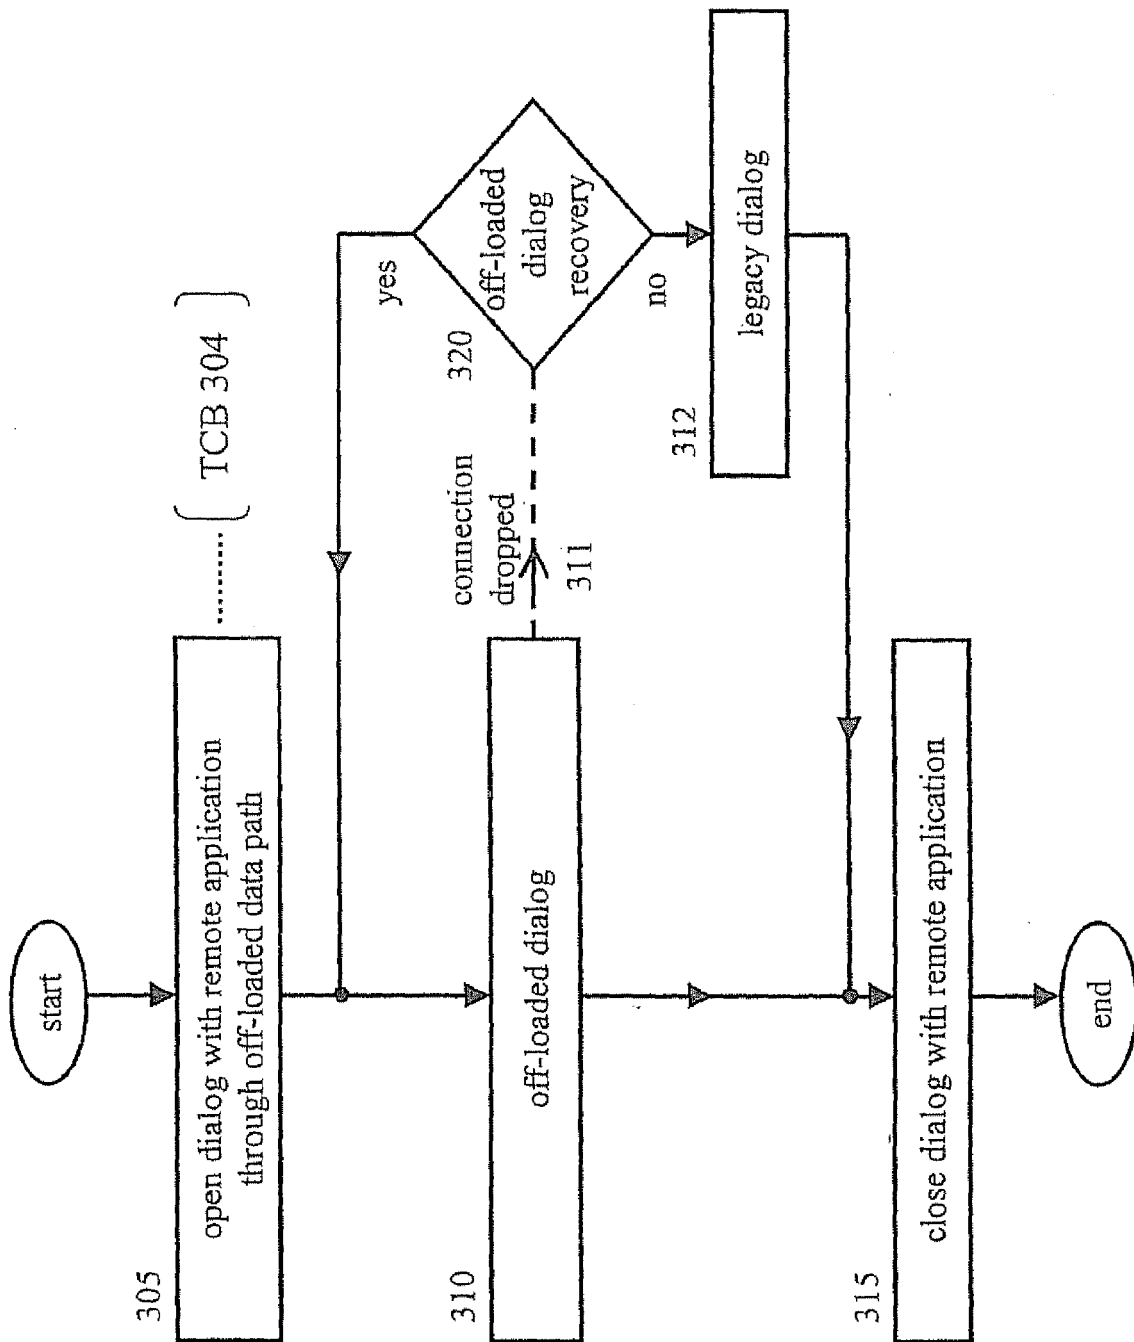 start
305
open dialog with remote application
through off-loaded data path
TCB 304
310
off-loaded dialog
connection
dropped
311
320
off-loaded
dialog
recovery
yes
no
312
legacy dialog
315
close dialog with remote application
end